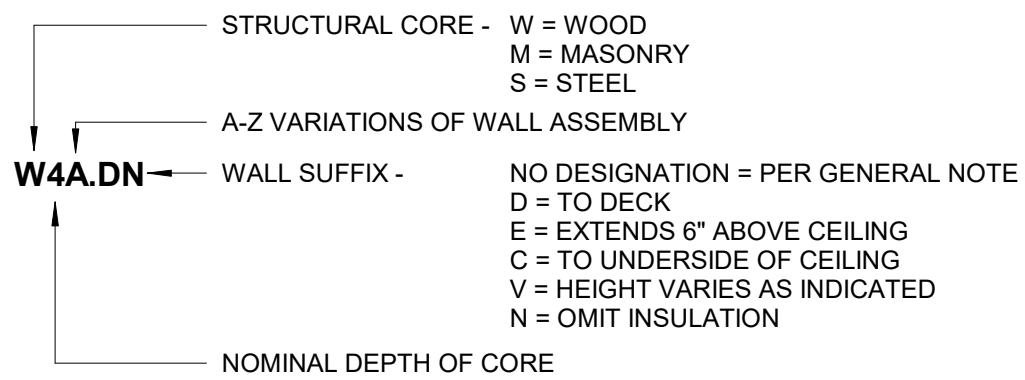 STRUCTURAL CORE - W = WOOD
M = MASONRY
S = STEEL
A-Z VARIATIONS OF WALL ASSEMBLY
W4A.DN WALL SUFFIX - NO DESIGNATION = PER GENERAL NOTE
D = TO DECK
E = EXTENDS 6" ABOVE CEILING
C = TO UNDERSIDE OF CEILING
V = HEIGHT VARIES AS INDICATED
N = OMIT INSULATION
NOMINAL DEPTH OF CORE